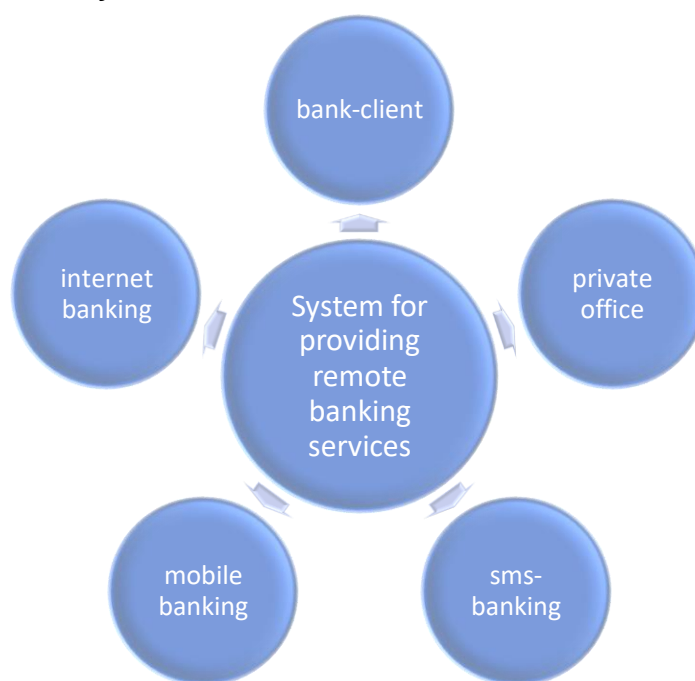 bank-client
private
office
sms-
banking
mobile
banking
internet
banking
System for
providing
remote
banking
services